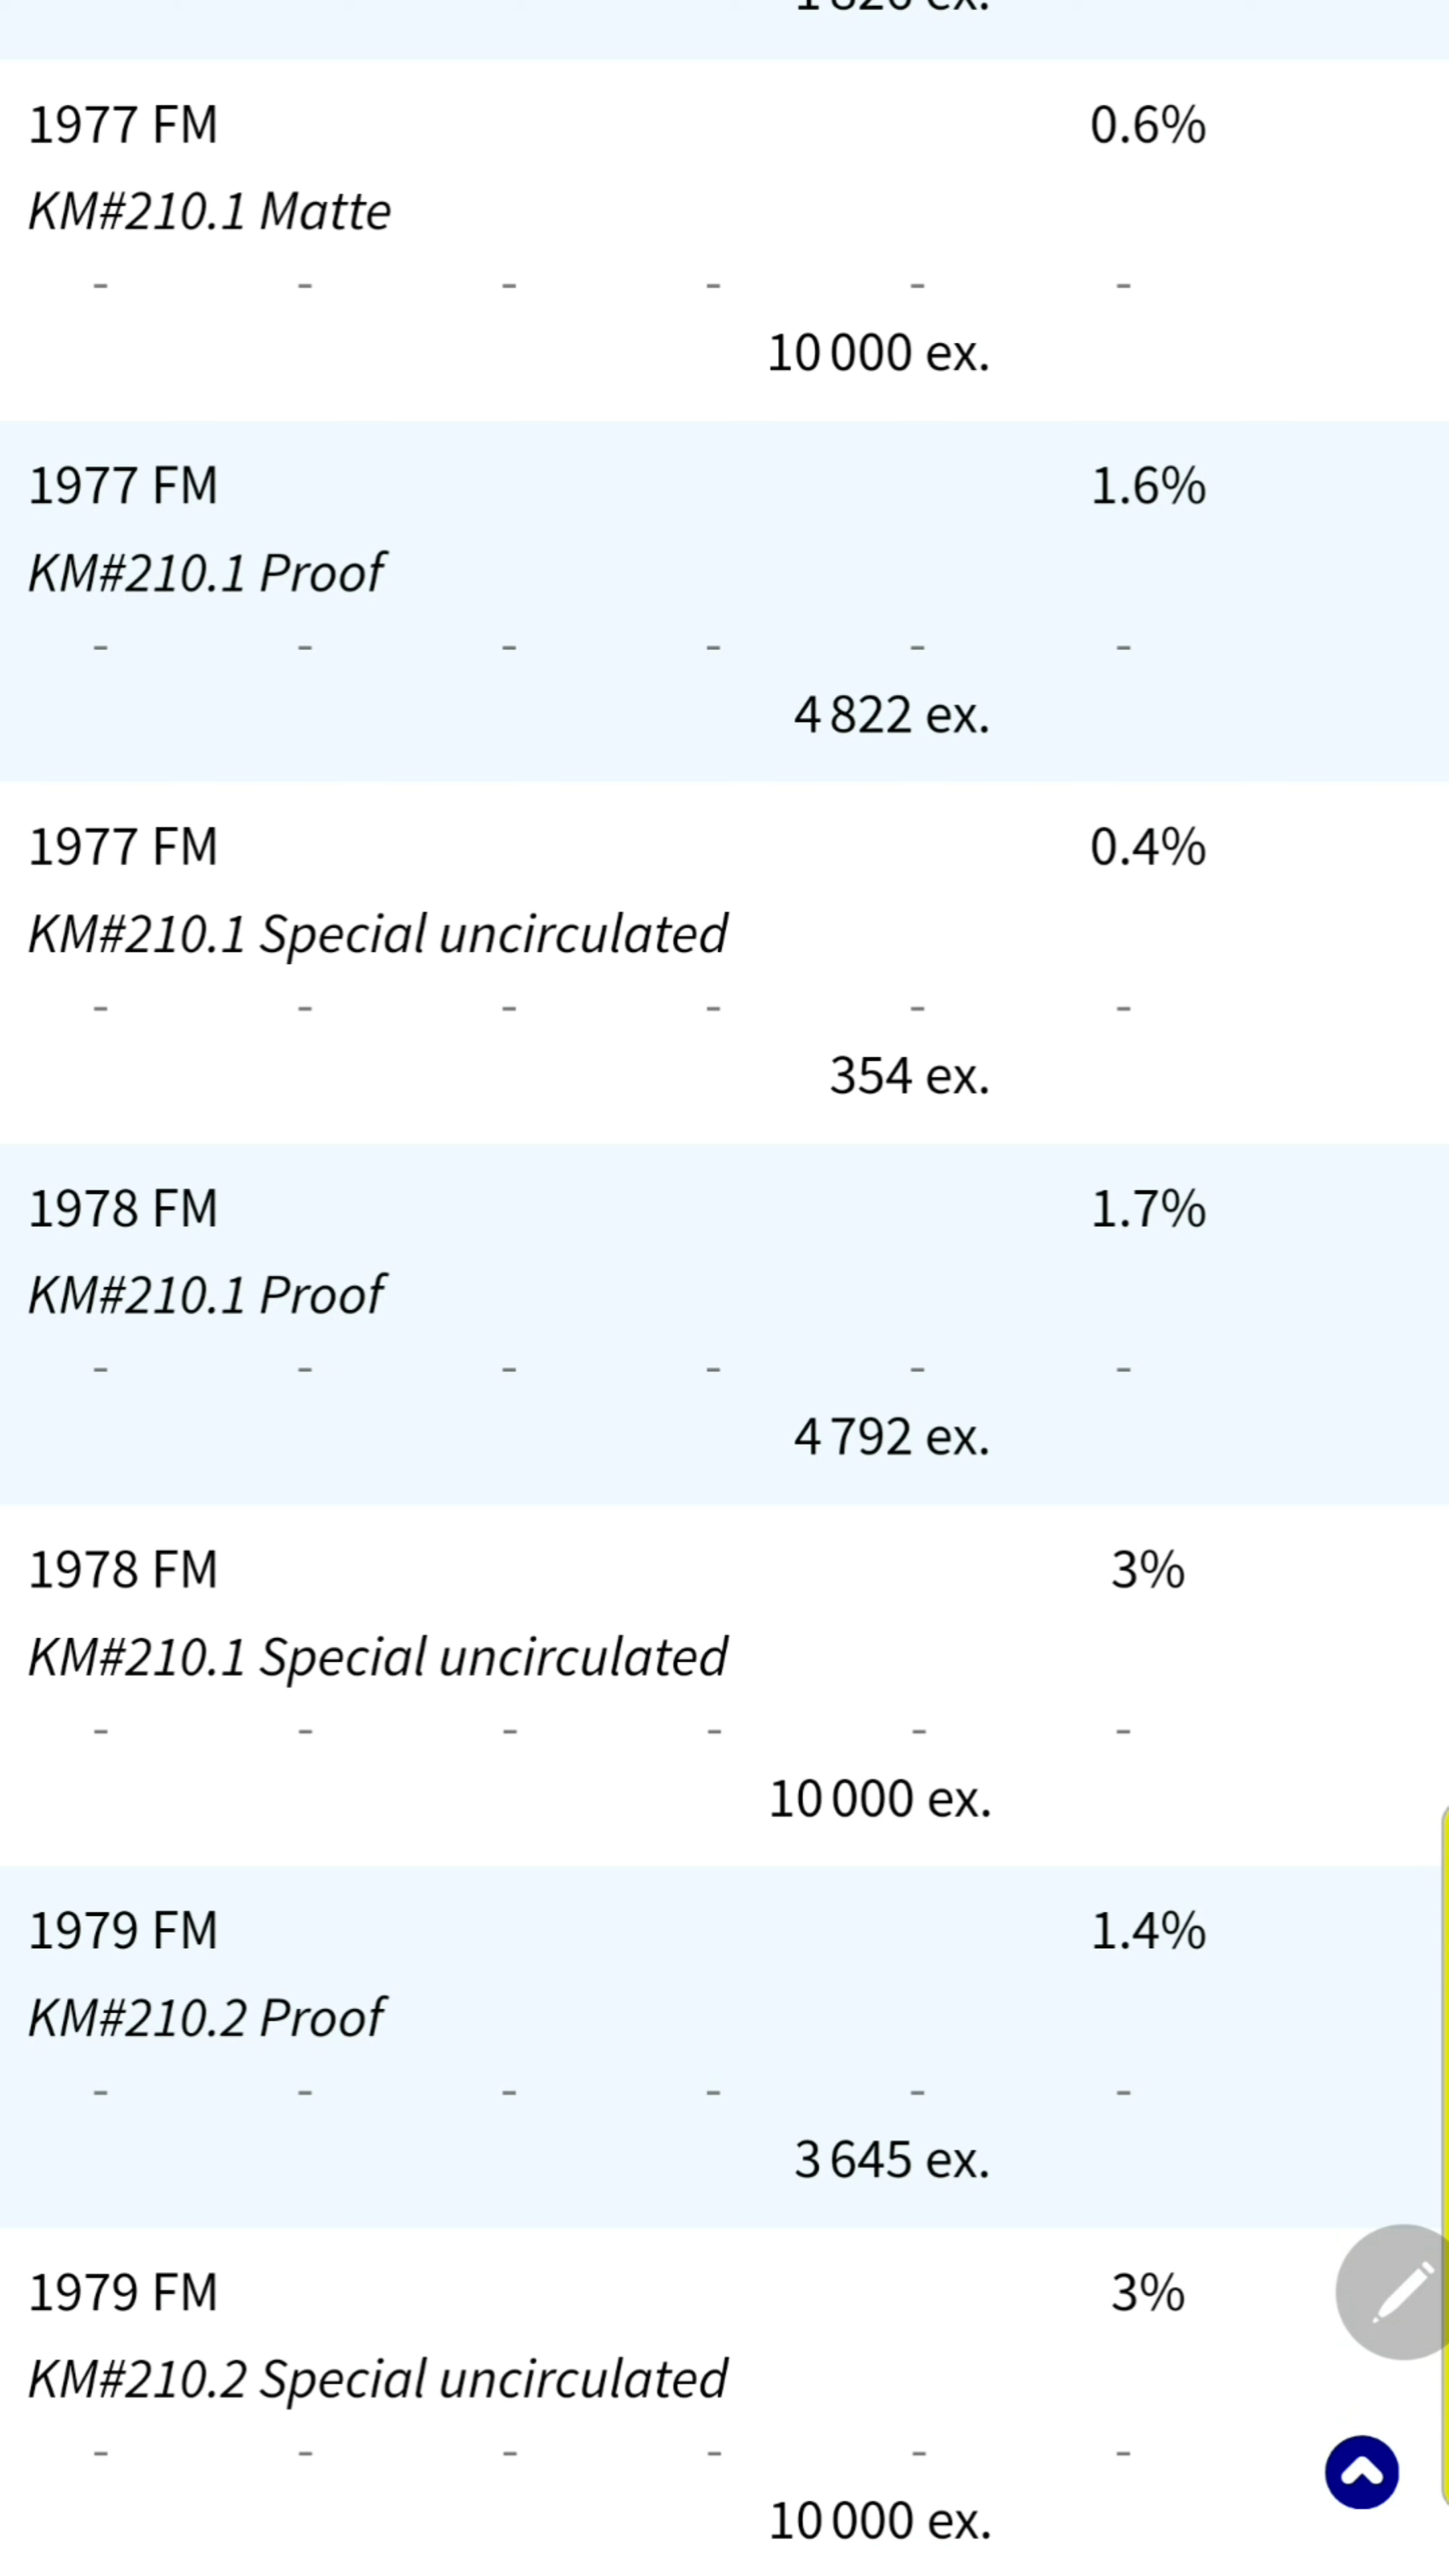 1977 FM 0.6%
KM#210.1 Matte
- - - - - -
10 000 ex.
1977 FM 1.6%
KM#210.1 Proof
- - - - - -
4 822 ex.
1977 FM 0.4%
KM#210.1 Special uncirculated
- - - - - -
354 ex.
1978 FM 1.7%
KM#210.1 Proof
- - - - - -
4 792 ex.
1978 FM 3%
KM#210.1 Special uncirculated
- - - - - -
10 000 ex.
1979 FM 1.4%
KM#210.2 Proof
- - - - - -
3 645 ex.
1979 FM 3%
KM#210.2 Special uncirculated
- - - - - -
10 000 ex.